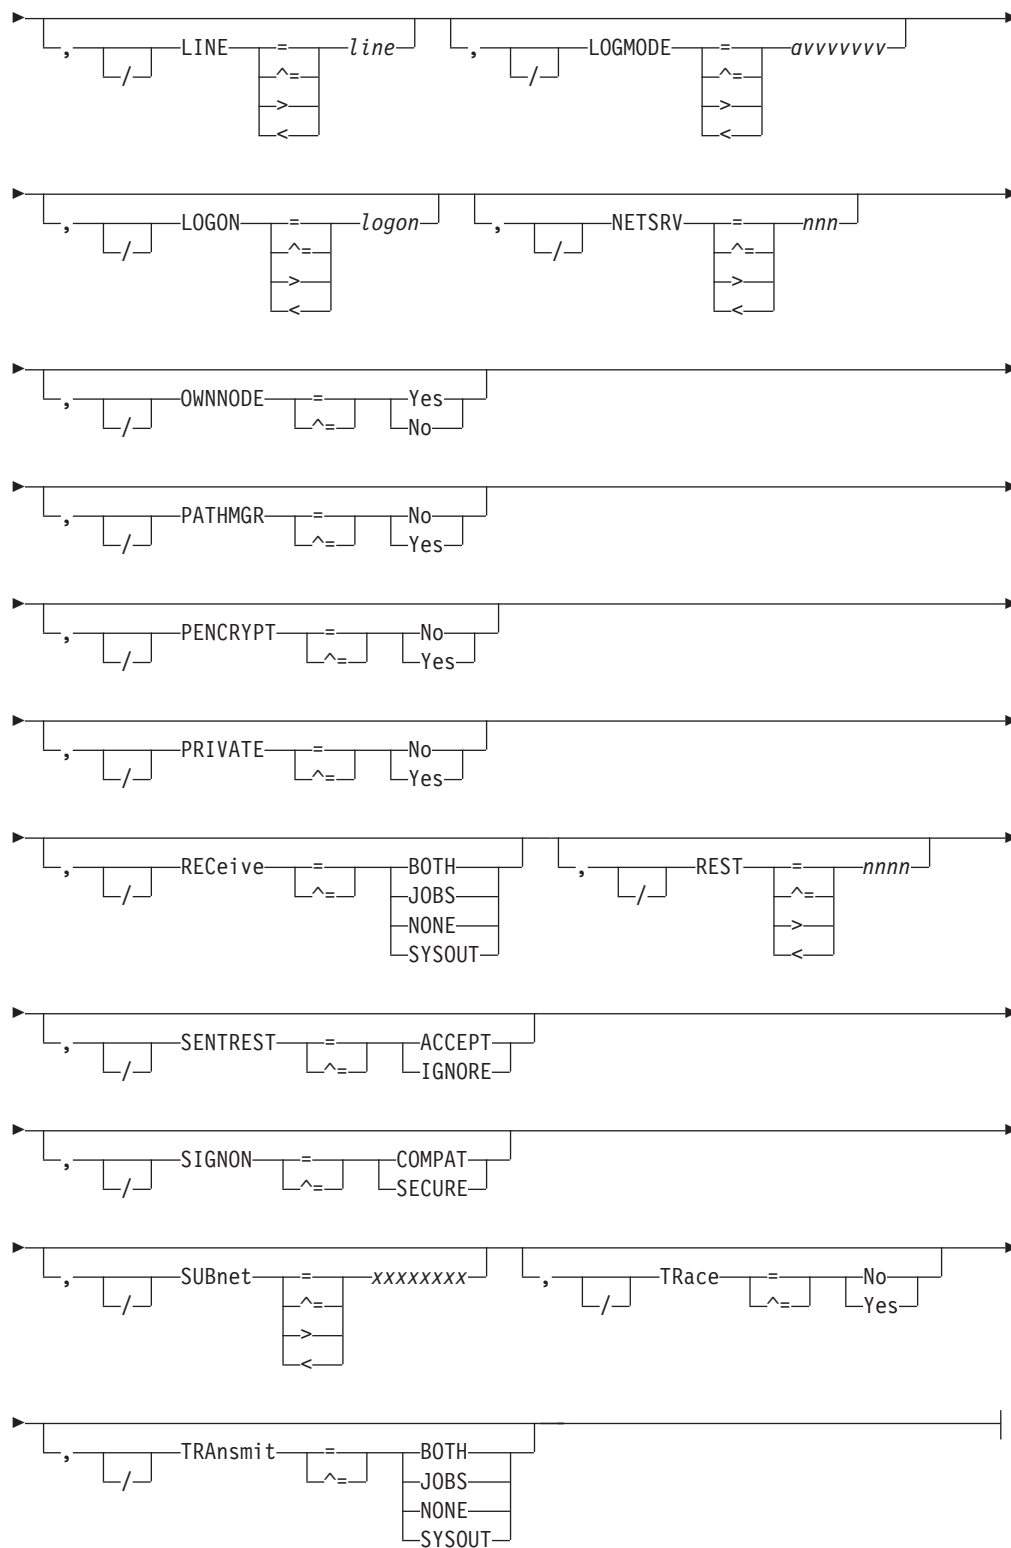 , / LINE = line , / LOGMODE = avvvvvvv
^= ^=
> >
< <
, / LOGON = logon , / NETSRV = nnn
^= ^=
> >
< <
, / OWNNODE = Yes
^= No
, / PATHMGR = No
^= Yes
, / PENCRYPT = No
^= Yes
, / PRIVATE = No
^= Yes
, / RECeive = BOTH , / REST = nnnn
^= JOBS ^=
NONE >
SYSOUT <
, / SENTREST = ACCEPT
^= IGNORE
, / SIGNON = COMPAT
^= SECURE
, / SUBnet = xxxxxxxx , / TRace = No
^= ^= Yes
>
<
, / TRAnsmit = BOTH
^= JOBS
NONE
SYSOUT